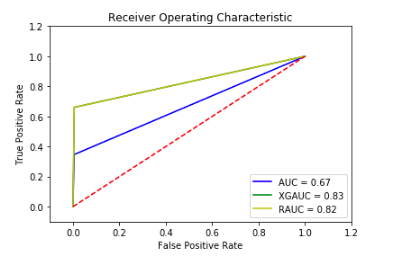 Receiver Operating Characteristic
1.2
1.0
0.8
0.6
0.4
0.2
0.0
True Positive Rate
AUC = 0.67
XGAUC = 0.83
RAUC = 0.82
0.0 0.2 0.4 0.6 0.8 1.0 1.2
False Positive Rate